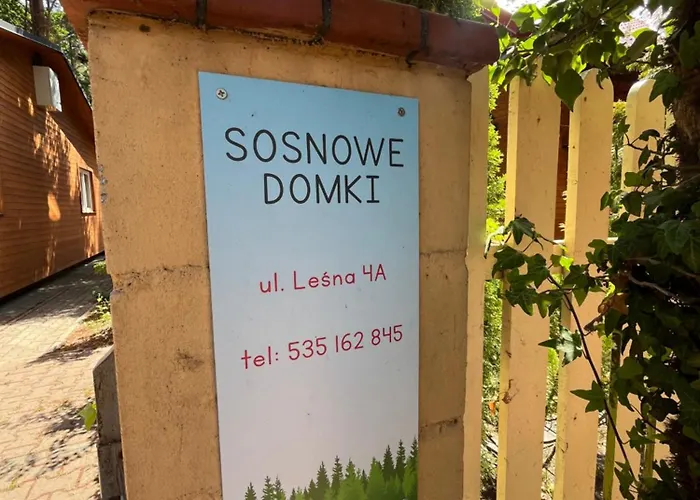 SOSNOWE
DOMKI
ul. Leśna 4A
tel: 535 162 845